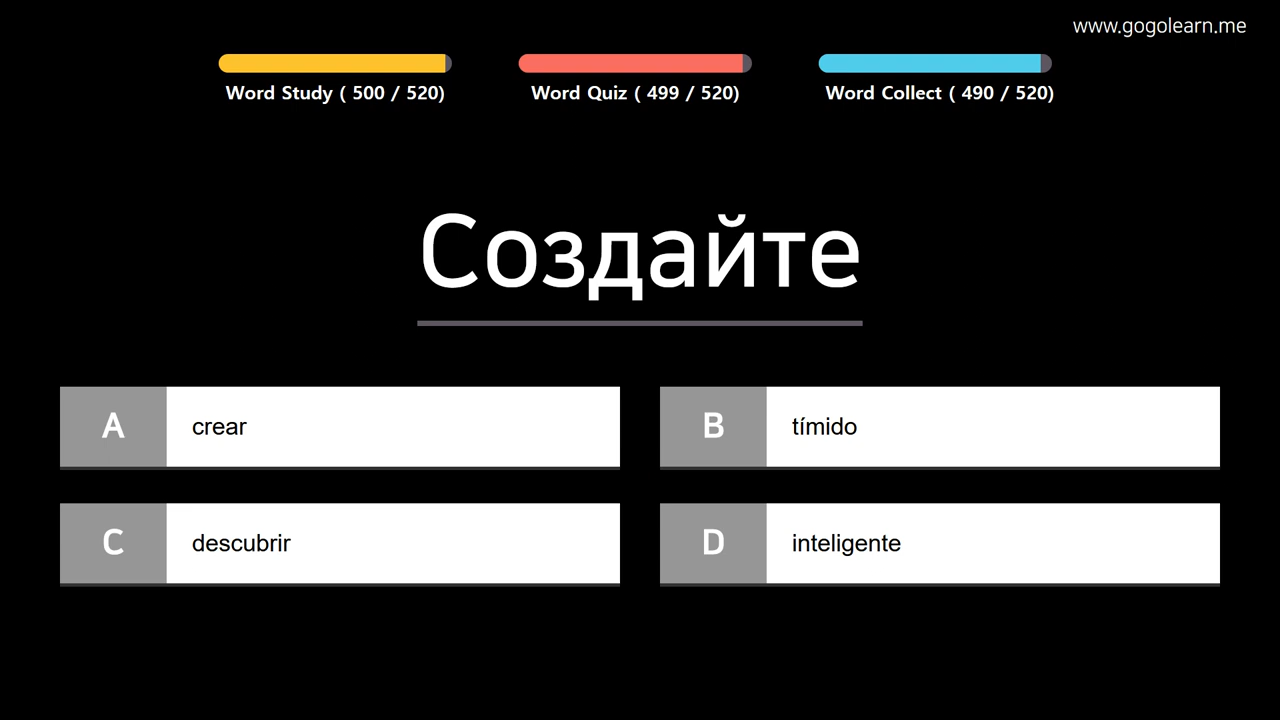 www.gogolearn.me
Word Study ( 500 / 520)
Word Quiz ( 499 / 520)
Word Collect ( 490 / 520)
Создайте
A crear
B tímido
C descubrir
D inteligente